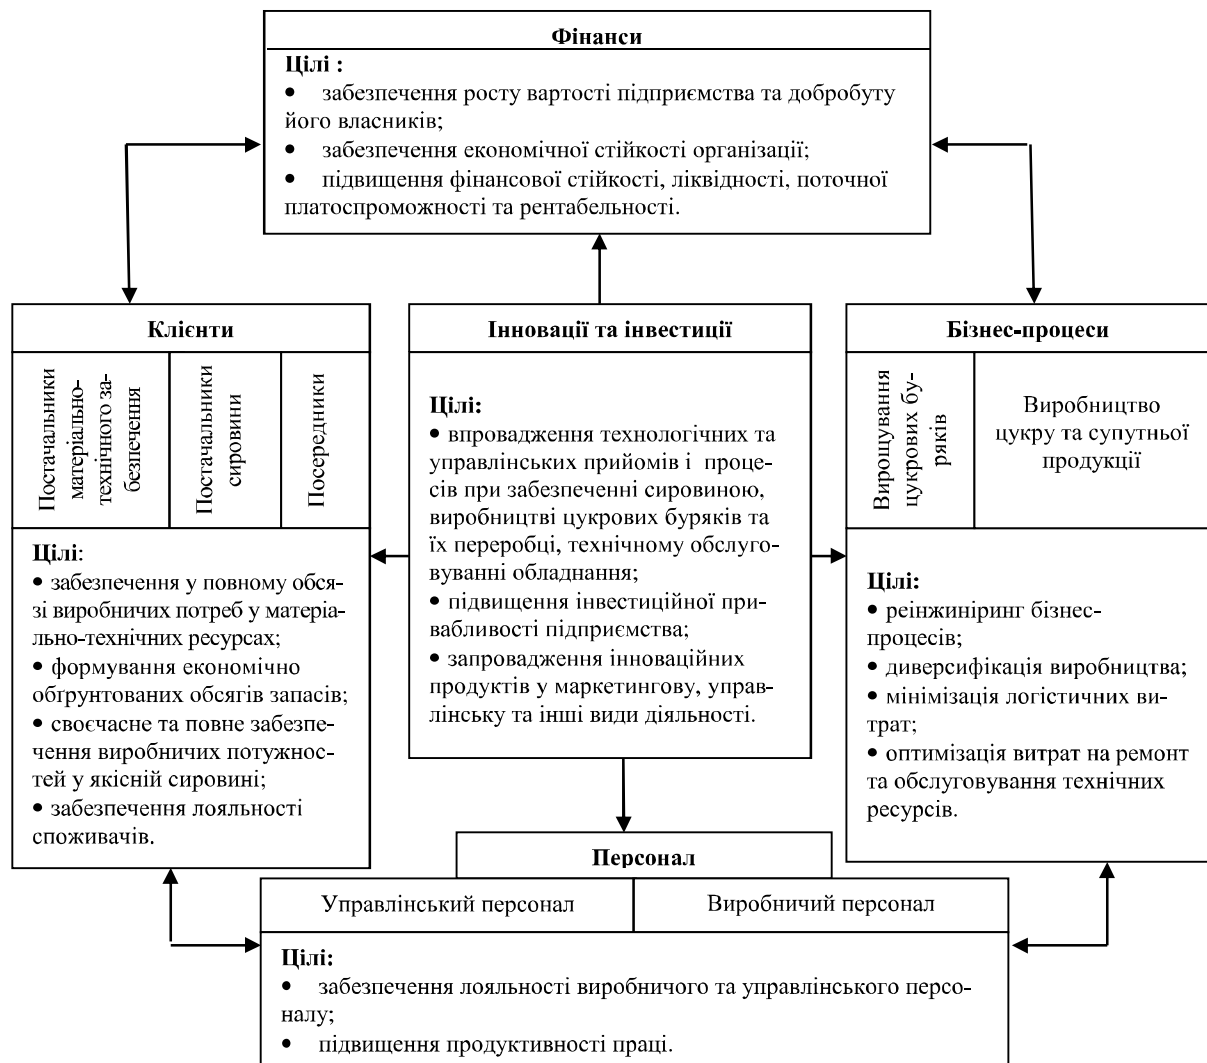 Фінанси
Цілі :
• забезпечення росту вартості підприємства та добробуту
його власників;
• забезпечення економічної стійкості організації;
• підвищення фінансової стійкості, ліквідності, поточної
платоспроможності та рентабельності.
Клієнти
Постачальники
матеріально-
технічного за-
безпечення
Постачальники
сировини
Посередники
Цілі:
• забезпечення у повному обся-
зі виробничих потреб у матері-
ально-технічних ресурсах;
• формування економічно
обґрунтованих обсягів запасів;
• своєчасне та повне забезпе-
чення виробничих потужнос-
тей у якісній сировині;
• забезпечення лояльності
споживачів.
Інновації та інвестиції
Цілі:
• впровадження технологічних та
управлінських прийомів і проце-
сів при забезпеченні сировиною,
виробництві цукрових буряків та
їх переробці, технічному обслуго-
вуванні обладнання;
• підвищення інвестиційної при-
вабливості підприємства;
• запровадження інноваційних
продуктів у маркетингову, управ-
лінську та інші види діяльності.
Бізнес-процеси
Вирощування
цукрових бу-
ряків
Виробництво
цукру та супутньої
продукції
Цілі:
• реінжиніринг бізнес-
процесів;
• диверсифікація виробництва;
• мінімізація логістичних ви-
трат;
• оптимізація витрат на ремонт
та обслуговування технічних
ресурсів.
Персонал
Управлінський персонал
Виробничий персонал
Цілі:
• забезпечення лояльності виробничого та управлінського персо-
налу;
• підвищення продуктивності праці.